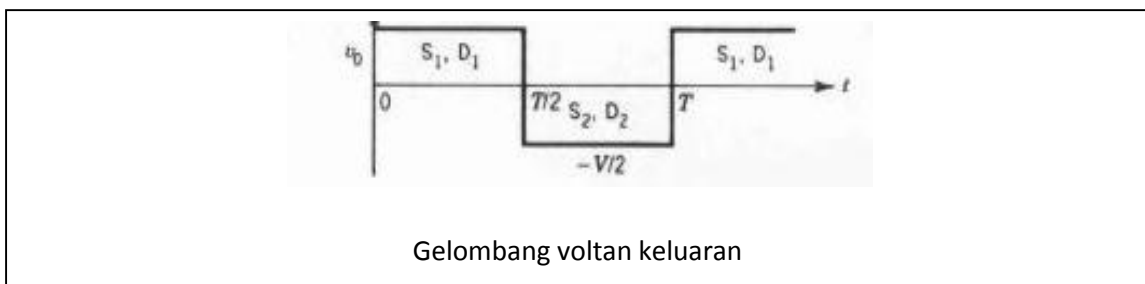 v₀ S₁, D₁ S₁, D₁
t
0 T/2 T
S₂, D₂
−V/2
Gelombang voltan keluaran